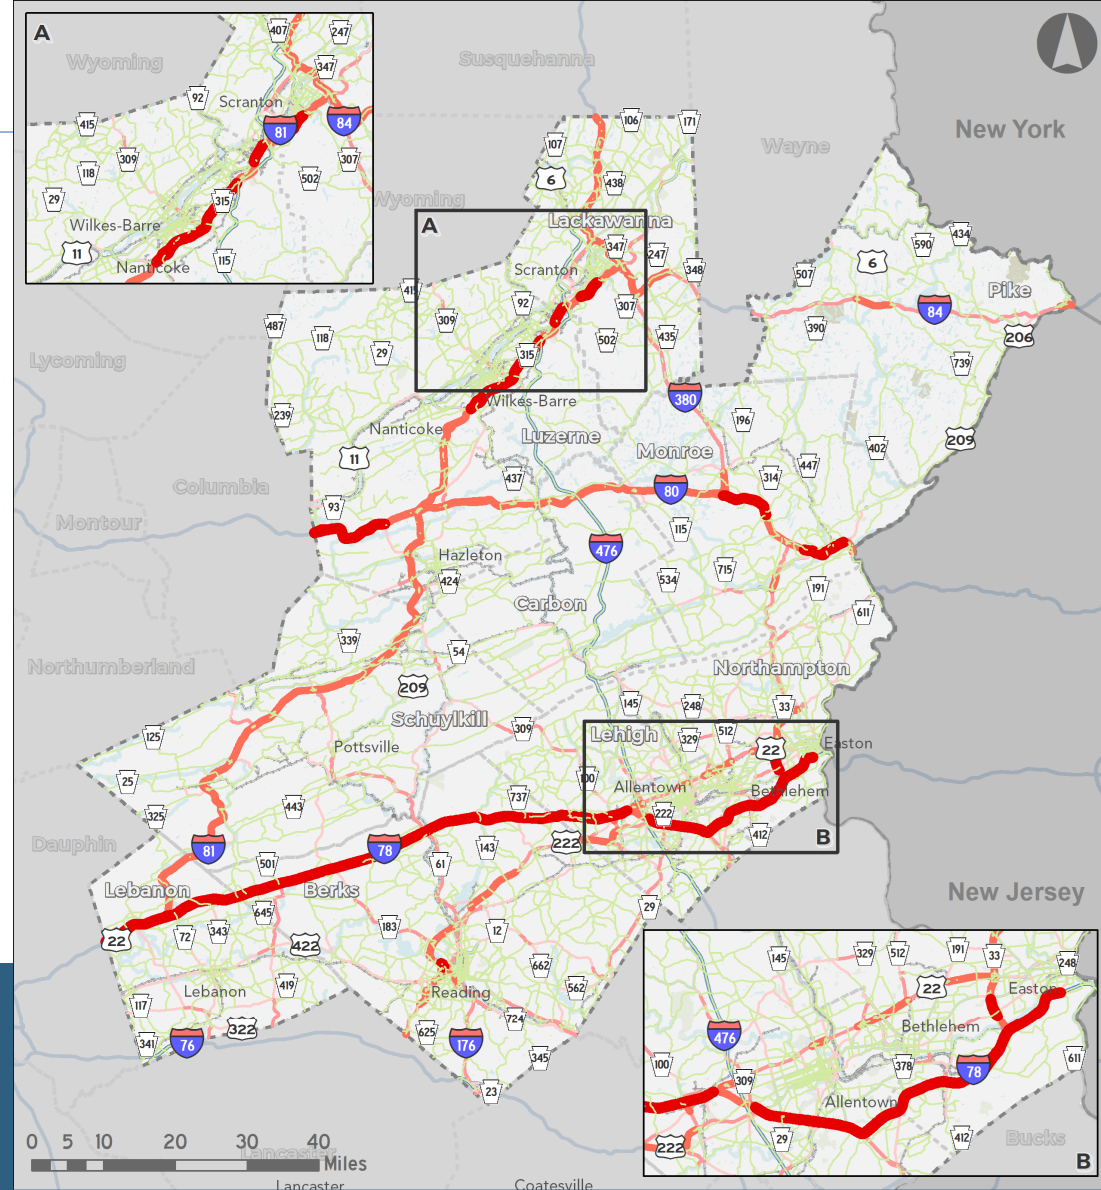 A
407
247
Wyoming
347
92
Scranton
415
81
84
309
307
118
502
29
315
Wilkes-Barre
11
115
Nanticoke
Susquehanna
New York
106
171
107
Wayne
6
438
Wyoming
A
Lackawanna
434
347
590
247
6
Scranton
348
507
415
Pike
92
307
84
309
487
390
206
118
435
502
29
315
739
380
Wilkes-Barre
239
196
Nanticoke
Luzerne
209
402
Monroe
11
447
437
314
Columbia
80
93
Montour
115
476
Hazleton
715
424
534
191
Carbon
611
339
54
Northumberland
Northampton
209
145
248
33
Schuylkill
309
512
125
Lehigh
329
22
Easton
Pottsville
100
25
Allentown
Bethlehem
737
443
325
222
412
B
Dauphin
222
81
78
143
501
61
Lebanon
Berks
New Jersey
645
29
183
12
22
72
343
422
662
Lebanon
419
Reading
562
117
724
322
625
341
76
176
345
23
145
329
512
191
33
248
22
Easton
476
Bethlehem
100
378
611
309
78
Allentown
29
412
222
Bucks
B
0 5 10 20 30 40
Miles
Lancaster
Lancaster
Coatesville
Lycoming